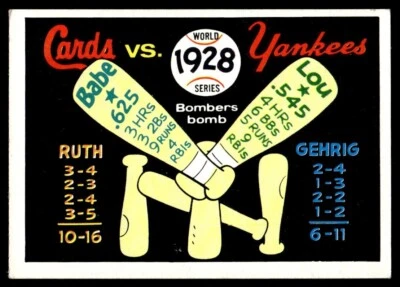 Cards vs. WORLD 1928 SERIES Yankees
Bombers
bomb
Babe
.625
3 HRs
3 2Bs
9 RUNS
4 RBIs
Lou
.545
4 HRs
6 BBs
5 RUNS
9 RBIs
RUTH
3-4
2-3
2-4
3-5
10-16
GEHRIG
2-4
1-3
2-2
1-2
6-11